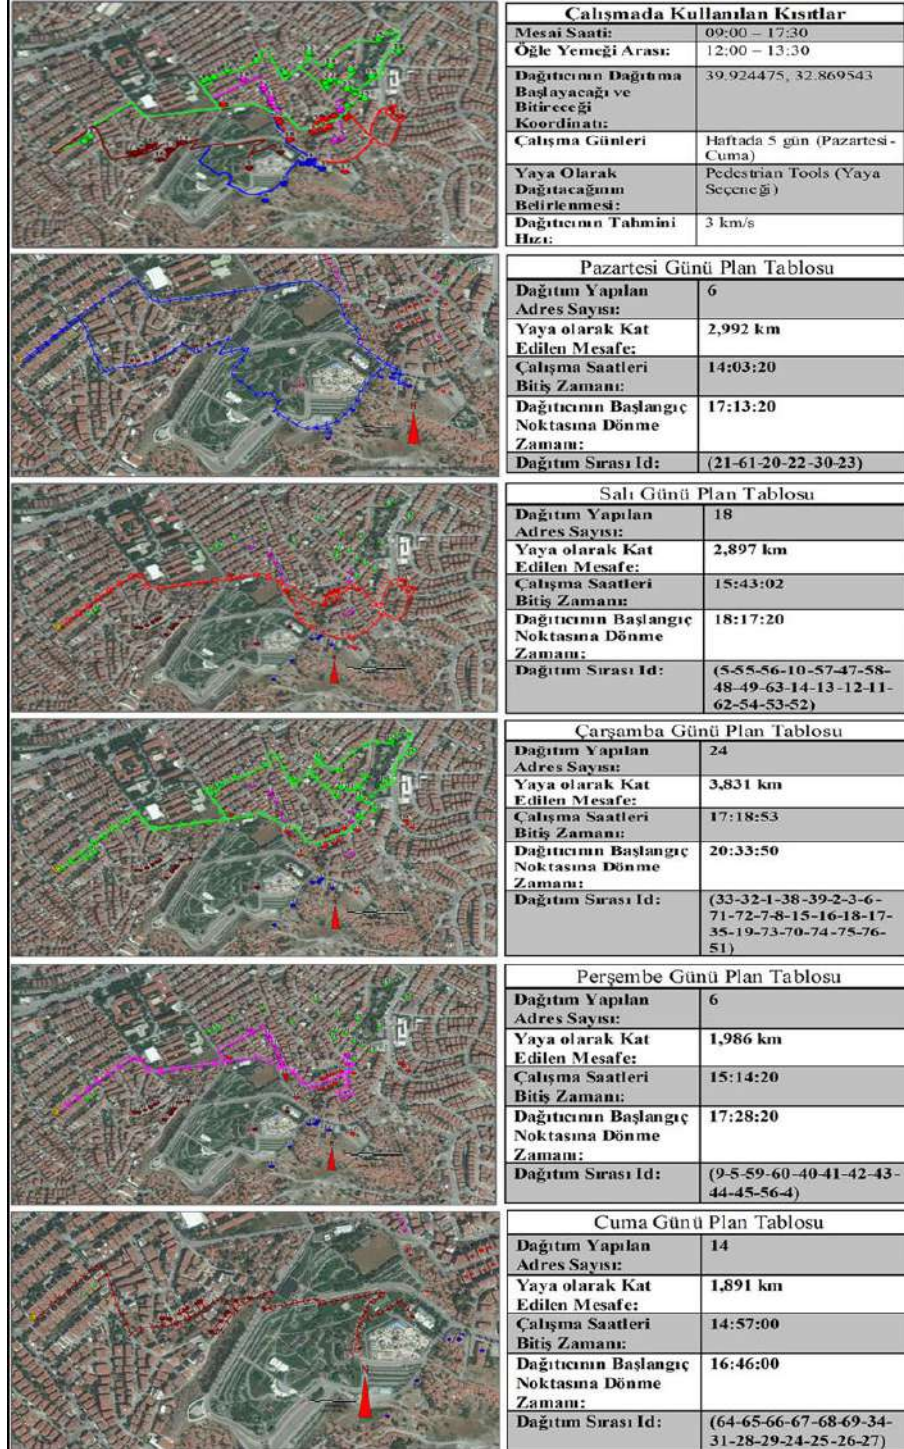 Çalışmada Kullanılan Kısıtlar
Mesai Saati: 09:00 – 17:30
Öğle Yemeği Arası: 12:00 – 13:30
Dağıtıcının Dağıtıma 39.924475, 32.869543
Başlayacağı ve
Bitireceği
Koordinatı:
Çalışma Günleri Haftada 5 gün (Pazartesi-
Cuma)
Yaya Olarak Pedestrian Tools (Yaya
Dağıtacağının Seçeneği)
Belirlenmesi:
Dağıtıcının Tahmini 3 km/s
Hızı:
Pazartesi Günü Plan Tablosu
Dağıtım Yapılan 6
Adres Sayısı:
Yaya olarak Kat 2,992 km
Edilen Mesafe:
Çalışma Saatleri 14:03:20
Bitiş Zamanı:
Dağıtıcının Başlangıç 17:13:20
Noktasına Dönme
Zamanı:
Dağıtım Sırası Id: (21-61-20-22-30-23)
Salı Günü Plan Tablosu
Dağıtım Yapılan 18
Adres Sayısı:
Yaya olarak Kat 2,897 km
Edilen Mesafe:
Çalışma Saatleri 15:43:02
Bitiş Zamanı:
Dağıtıcının Başlangıç 18:17:20
Noktasına Dönme
Zamanı:
Dağıtım Sırası Id: (5-55-56-10-57-47-58-
48-49-63-14-13-12-11-
62-54-53-52)
Çarşamba Günü Plan Tablosu
Dağıtım Yapılan 24
Adres Sayısı:
Yaya olarak Kat 3,831 km
Edilen Mesafe:
Çalışma Saatleri 17:18:53
Bitiş Zamanı:
Dağıtıcının Başlangıç 20:33:50
Noktasına Dönme
Zamanı:
Dağıtım Sırası Id: (33-32-1-38-39-2-3-6-
71-72-7-8-15-16-18-17-
35-19-73-70-74-75-76-
51)
Perşembe Günü Plan Tablosu
Dağıtım Yapılan 6
Adres Sayısı:
Yaya olarak Kat 1,986 km
Edilen Mesafe:
Çalışma Saatleri 15:14:20
Bitiş Zamanı:
Dağıtıcının Başlangıç 17:28:20
Noktasına Dönme
Zamanı:
Dağıtım Sırası Id: (9-5-59-60-40-41-42-43-
44-45-56-4)
Cuma Günü Plan Tablosu
Dağıtım Yapılan 14
Adres Sayısı:
Yaya olarak Kat 1,891 km
Edilen Mesafe:
Çalışma Saatleri 14:57:00
Bitiş Zamanı:
Dağıtıcının Başlangıç 16:46:00
Noktasına Dönme
Zamanı:
Dağıtım Sırası Id: (64-65-66-67-68-69-34-
31-28-29-24-25-26-27)